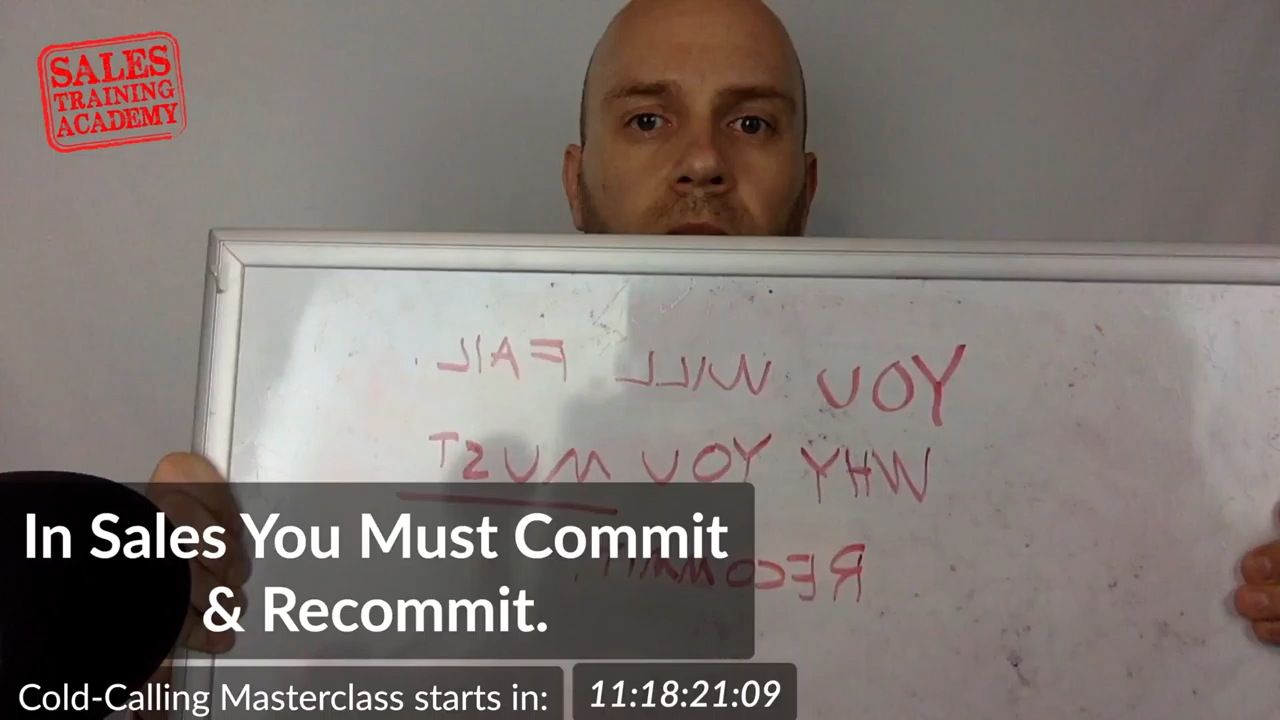 SALES
TRAINING
ACADEMY
YOU WILL FAIL.
WHY YOU MUST
RECOMMIT.
In Sales You Must Commit
& Recommit.
Cold-Calling Masterclass starts in: 11:18:21:09